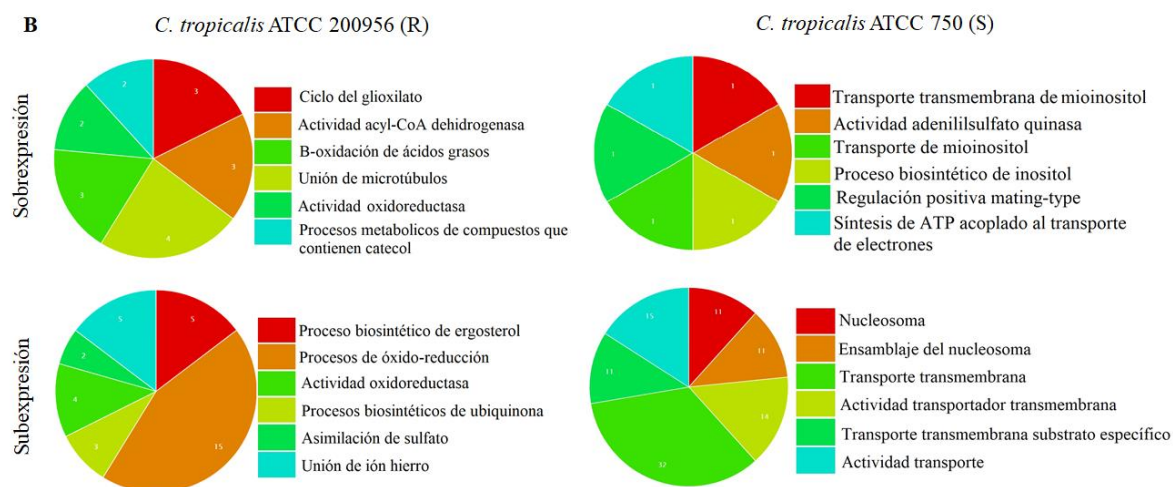 B
C. tropicalis ATCC 200956 (R)
C. tropicalis ATCC 750 (S)
Sobrexpresión
3
3
4
3
2
2
Ciclo del glioxilato
Actividad acyl-CoA dehidrogenasa
B-oxidación de ácidos grasos
Unión de microtúbulos
Actividad oxidoreductasa
Procesos metabolicos de compuestos que
contienen catecol
1
1
1
1
1
1
Transporte transmembrana de mioinositol
Actividad adenililsulfato quinasa
Transporte de mioinositol
Proceso biosintético de inositol
Regulación positiva mating-type
Síntesis de ATP acoplado al transporte
de electrones
Subexpresión
5
15
3
4
2
5
Proceso biosintético de ergosterol
Procesos de óxido-reducción
Actividad oxidoreductasa
Procesos biosintéticos de ubiquinona
Asimilación de sulfato
Unión de ión hierro
11
11
14
32
11
15
Nucleosoma
Ensamblaje del nucleosoma
Transporte transmembrana
Actividad transportador transmembrana
Transporte transmembrana substrato específico
Actividad transporte